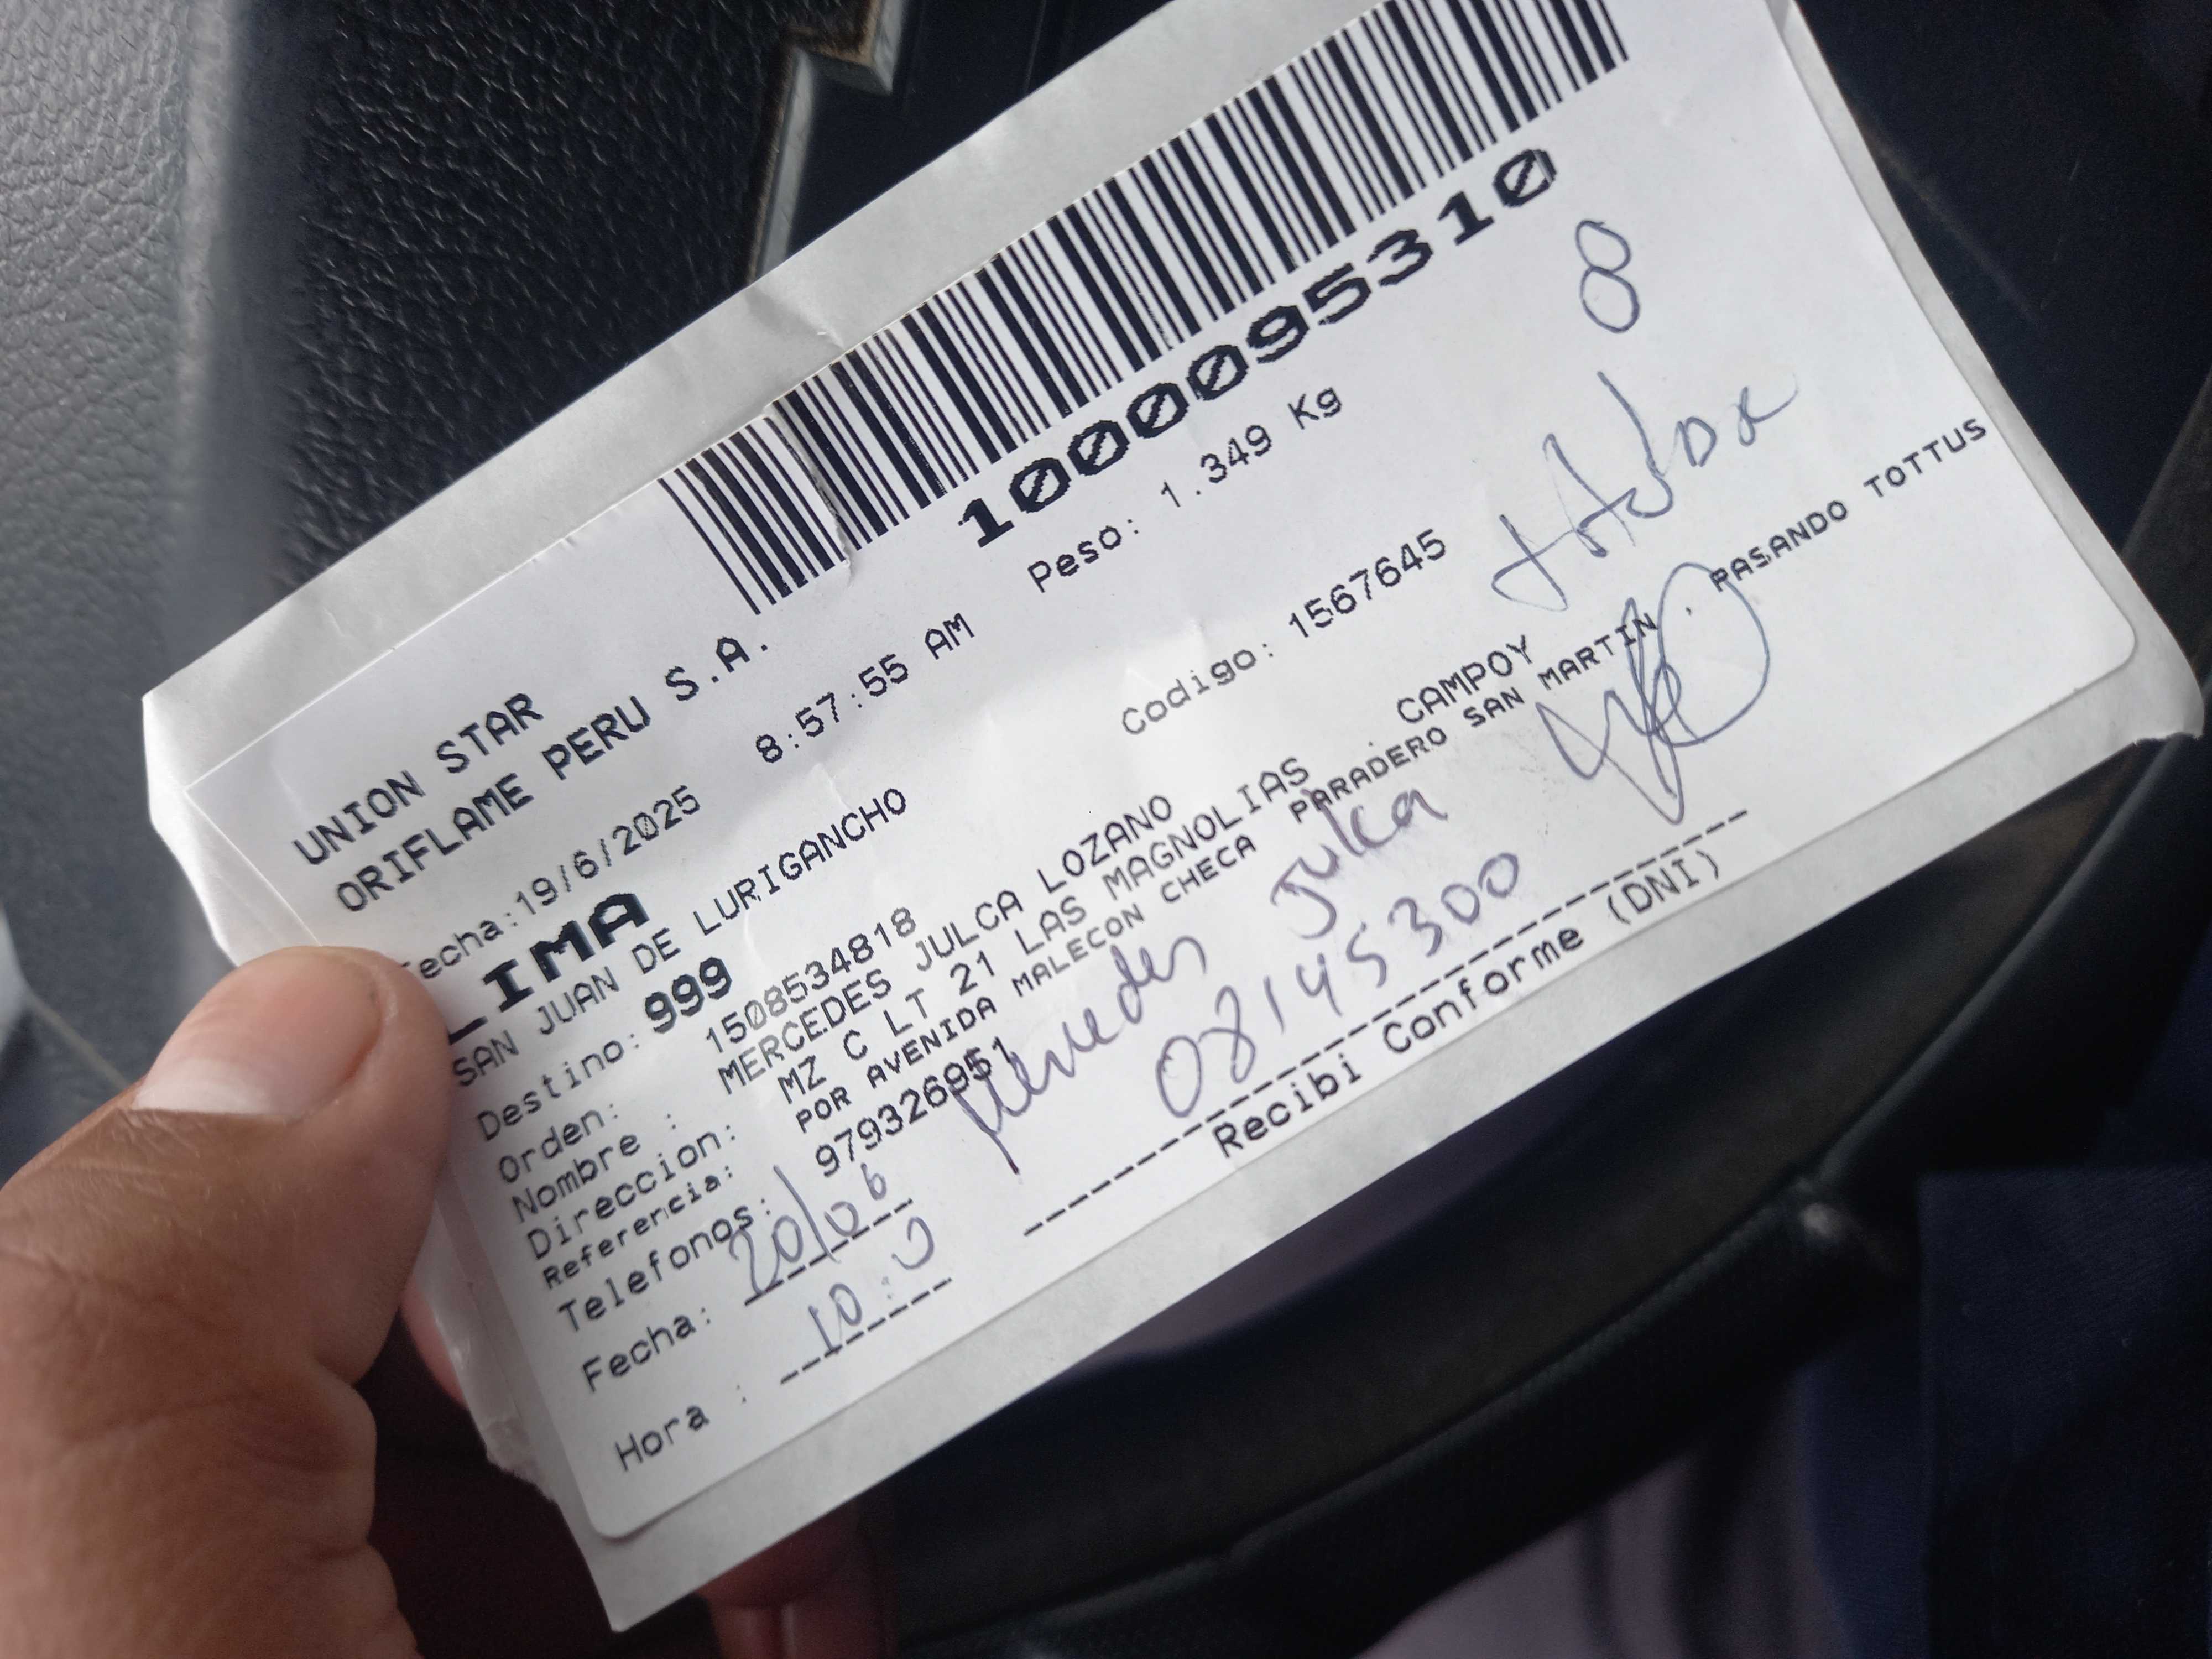 1000095310
UNION STAR
ORIFLAME PERU S.A.
Fecha:19/6/2025 8:57:55 AM Peso: 1.349 Kg
8
LIMA
SAN JUAN DE LURIGANCHO Codigo: 1567645
Destino: 999
Orden: 1508534818
Nombre : MERCEDES JULCA LOZANO
Direccion: MZ C LT 21 LAS MAGNOLIAS CAMPOY
Referencia: POR AVENIDA MALECON CHECA PARADERO SAN MARTIN . PASANDO TOTTUS
Telefonos: 979326951
Mercedes Julca
Fecha: 20/06
08145300
Hora : 10:0
Recibi Conforme (DNI)